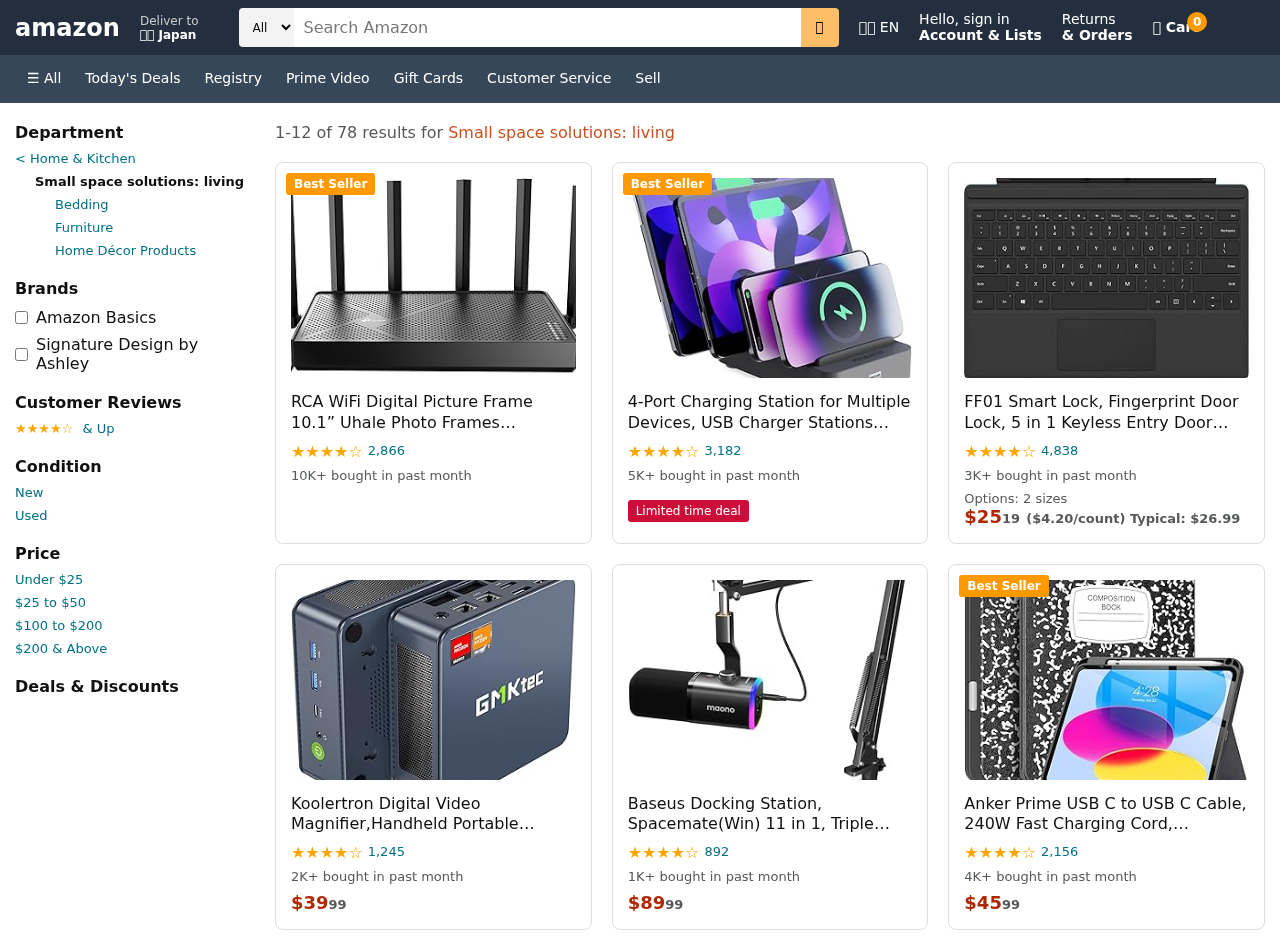 amazon
Deliver to
Japan
All
Search Amazon
EN
Hello, sign in
Account & Lists
Returns
& Orders
0
☰ All
Today's Deals
Registry
Prime Video
Gift Cards
Customer Service
Sell
Department
< Home & Kitchen
Small space solutions: living
Bedding
Furniture
Home Décor Products
Brands
Amazon Basics
Signature Design by
Ashley
Customer Reviews
★★★★☆ & Up
Condition
New
Used
Price
Under $25
$25 to $50
$100 to $200
$200 & Above
Deals & Discounts
1-12 of 78 results for Small space solutions: living
Best Seller
RCA WiFi Digital Picture Frame
10.1” Uhale Photo Frames…
★★★★☆ 2,866
10K+ bought in past month
Best Seller
4-Port Charging Station for Multiple
Devices, USB Charger Stations…
★★★★☆ 3,182
5K+ bought in past month
Limited time deal
FF01 Smart Lock, Fingerprint Door
Lock, 5 in 1 Keyless Entry Door…
★★★★☆ 4,838
3K+ bought in past month
Options: 2 sizes
$25 19 ($4.20/count) Typical: $26.99
GMKtec
Koolertron Digital Video
Magnifier,Handheld Portable…
★★★★☆ 1,245
2K+ bought in past month
$39 99
maono
Baseus Docking Station,
Spacemate(Win) 11 in 1, Triple…
★★★★☆ 892
1K+ bought in past month
$89 99
Best Seller
COMPOSITION
BOOK
4:28
Anker Prime USB C to USB C Cable,
240W Fast Charging Cord,…
★★★★☆ 2,156
4K+ bought in past month
$45 99